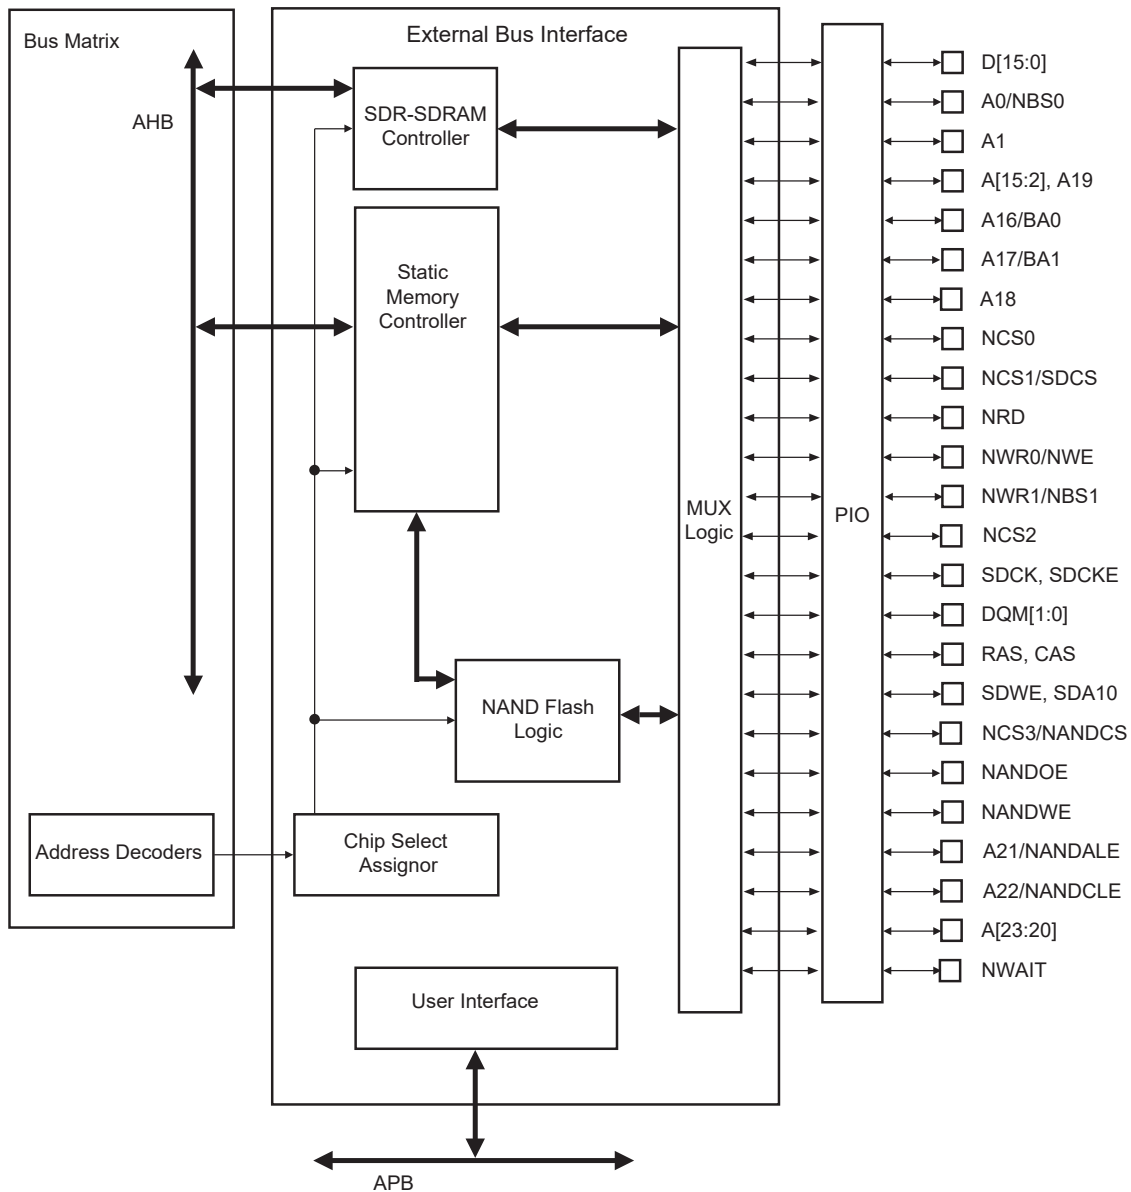 Bus Matrix
External Bus Interface
AHB
SDR-SDRAM
Controller
Static
Memory
Controller
NAND Flash
Logic
Address Decoders
Chip Select
Assignor
User Interface
APB
MUX
Logic
PIO
D[15:0]
A0/NBS0
A1
A[15:2], A19
A16/BA0
A17/BA1
A18
NCS0
NCS1/SDCS
NRD
NWR0/NWE
NWR1/NBS1
NCS2
SDCK, SDCKE
DQM[1:0]
RAS, CAS
SDWE, SDA10
NCS3/NANDCS
NANDOE
NANDWE
A21/NANDALE
A22/NANDCLE
A[23:20]
NWAIT